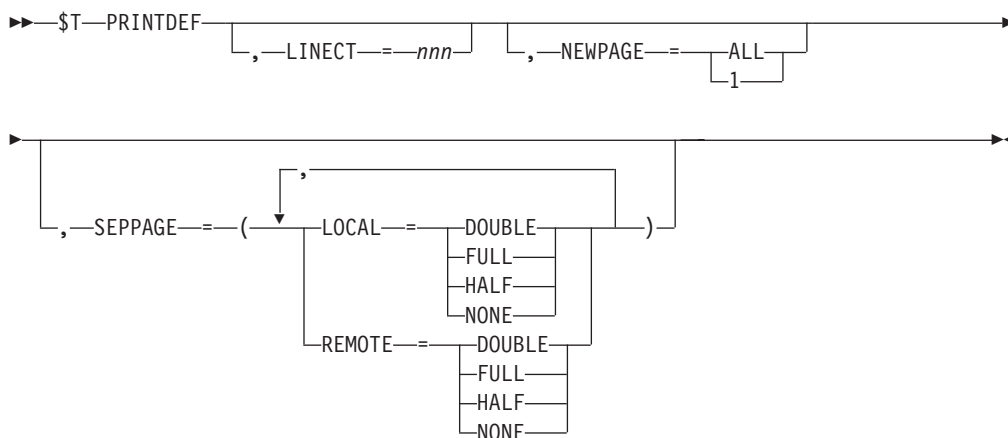 $T PRINTDEF , LINECT = nnn , NEWPAGE = ALL
1
,
, SEPPAGE = ( LOCAL = DOUBLE )
FULL
HALF
NONE
REMOTE = DOUBLE
FULL
HALF
NONE